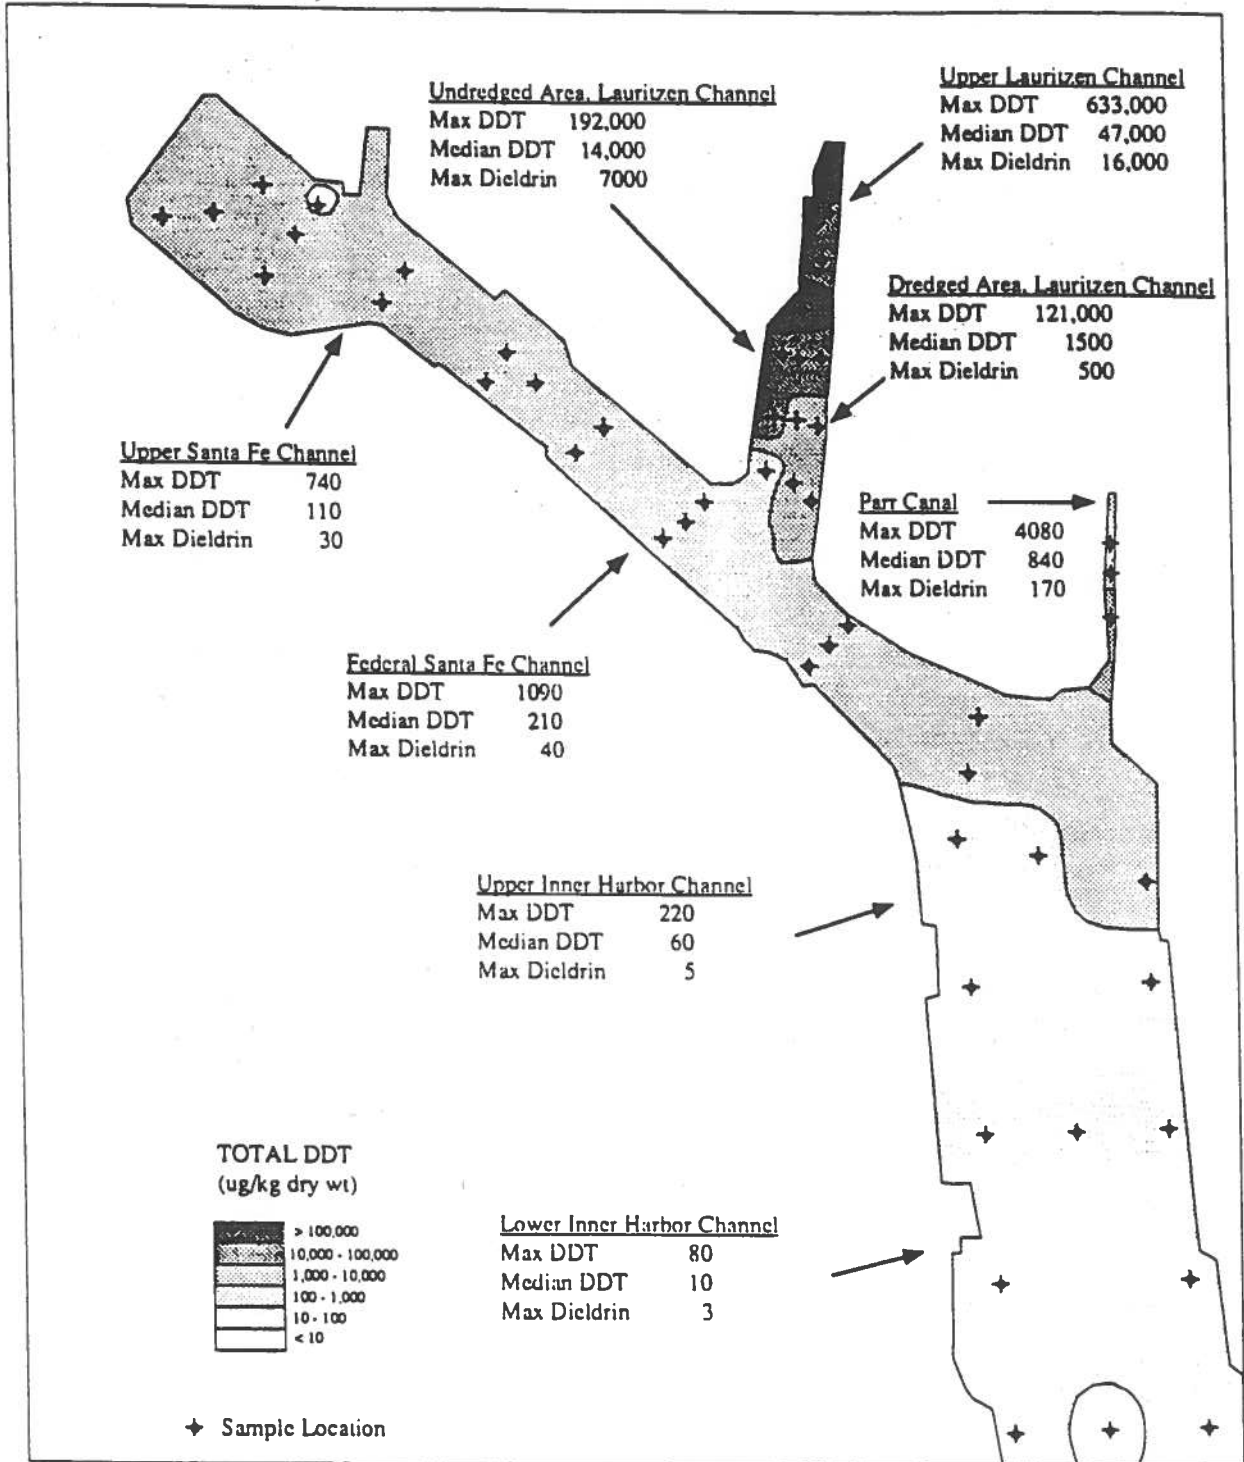 Undredged Area, Lauritzen Channel
Max DDT 192,000
Median DDT 14,000
Max Dieldrin 7000
Upper Lauritzen Channel
Max DDT 633,000
Median DDT 47,000
Max Dieldrin 16,000
Dredged Area, Lauritzen Channel
Max DDT 121,000
Median DDT 1500
Max Dieldrin 500
Upper Santa Fe Channel
Max DDT 740
Median DDT 110
Max Dieldrin 30
Parr Canal
Max DDT 4080
Median DDT 840
Max Dieldrin 170
Federal Santa Fe Channel
Max DDT 1090
Median DDT 210
Max Dieldrin 40
Upper Inner Harbor Channel
Max DDT 220
Median DDT 60
Max Dieldrin 5
Lower Inner Harbor Channel
Max DDT 80
Median DDT 10
Max Dieldrin 3
TOTAL DDT
(ug/kg dry wt)
> 100,000
10,000 - 100,000
1,000 - 10,000
100 - 1,000
10 - 100
< 10
Sample Location